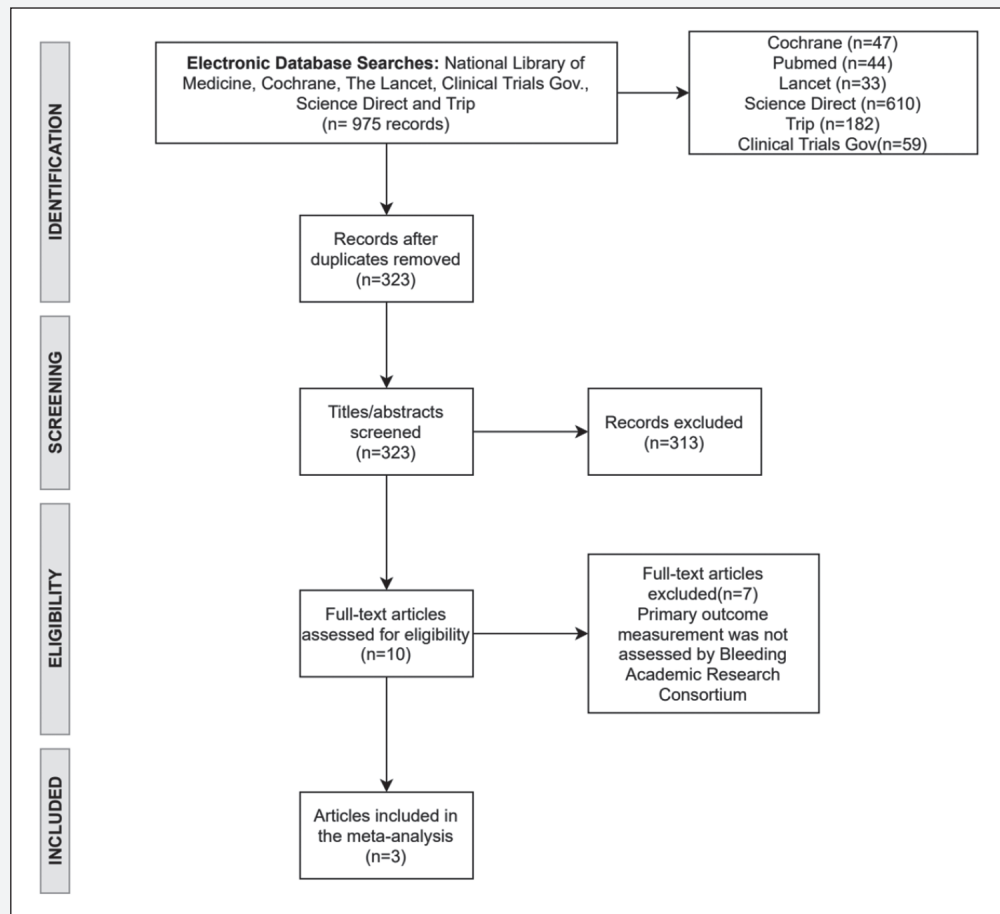 IDENTIFICATION
Electronic Database Searches: National Library of
Medicine, Cochrane, The Lancet, Clinical Trials Gov.,
Science Direct and Trip
(n= 975 records)
Cochrane (n=47)
Pubmed (n=44)
Lancet (n=33)
Science Direct (n=610)
Trip (n=182)
Clinical Trials Gov(n=59)
Records after
duplicates removed
(n=323)
SCREENING
Titles/abstracts
screened
(n=323)
Records excluded
(n=313)
ELIGIBILITY
Full-text articles
assessed for eligibility
(n=10)
Full-text articles
excluded(n=7)
Primary outcome
measurement was not
assessed by Bleeding
Academic Research
Consortium
INCLUDED
Articles included in
the meta-analysis
(n=3)